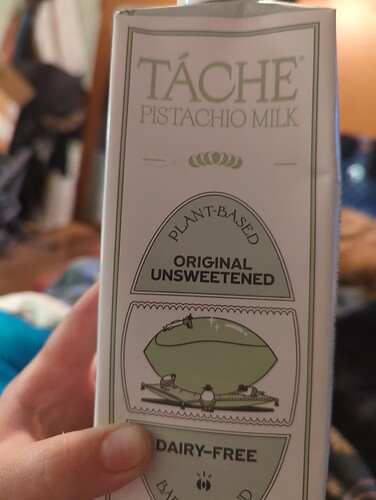 TÁCHE®
PISTACHIO MILK
PLANT-BASED
ORIGINAL
UNSWEETENED
DAIRY-FREE